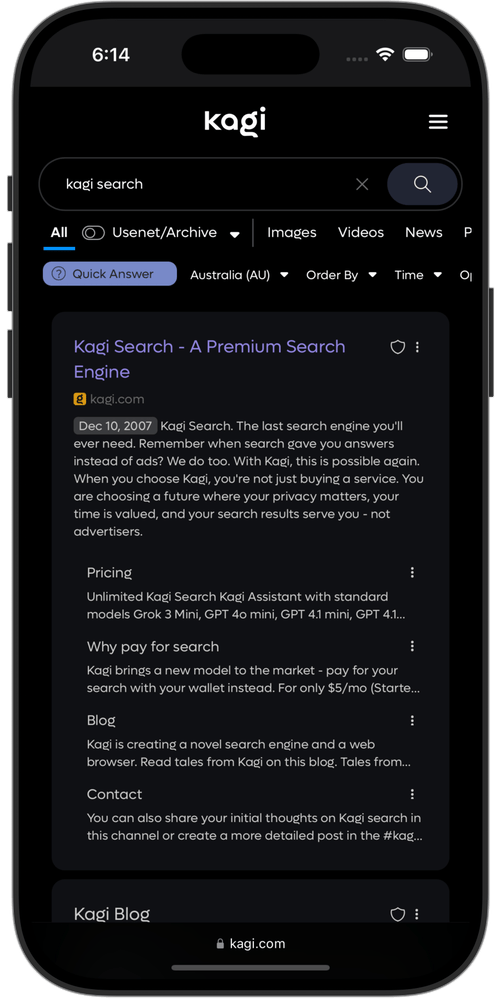 6:14
kagi
kagi search
All Usenet/Archive Images Videos News P
Quick Answer Australia (AU) Order By Time Op
Kagi Search - A Premium Search
Engine
kagi.com
Dec 10, 2007 Kagi Search. The last search engine you'll
ever need. Remember when search gave you answers
instead of ads? We do too. With Kagi, this is possible again.
When you choose Kagi, you're not just buying a service. You
are choosing a future where your privacy matters, your
time is valued, and your search results serve you - not
advertisers.
Pricing
Unlimited Kagi Search Kagi Assistant with standard
models Grok 3 Mini, GPT 4o mini, GPT 4.1 mini, GPT 4.1...
Why pay for search
Kagi brings a new model to the market - pay for your
search with your wallet instead. For only $5/mo (Starte...
Blog
Kagi is creating a novel search engine and a web
browser. Read tales from Kagi on this blog. Tales from...
Contact
You can also share your initial thoughts on Kagi search in
this channel or create a more detailed post in the #kag...
Kagi Blog
kagi.com